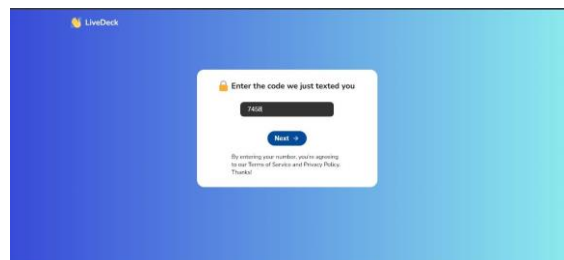 LiveDeck
Enter the code we just texted you
7458
Next →
By entering your number, you're agreeing
to our Terms of Service and Privacy Policy.
Thanks!